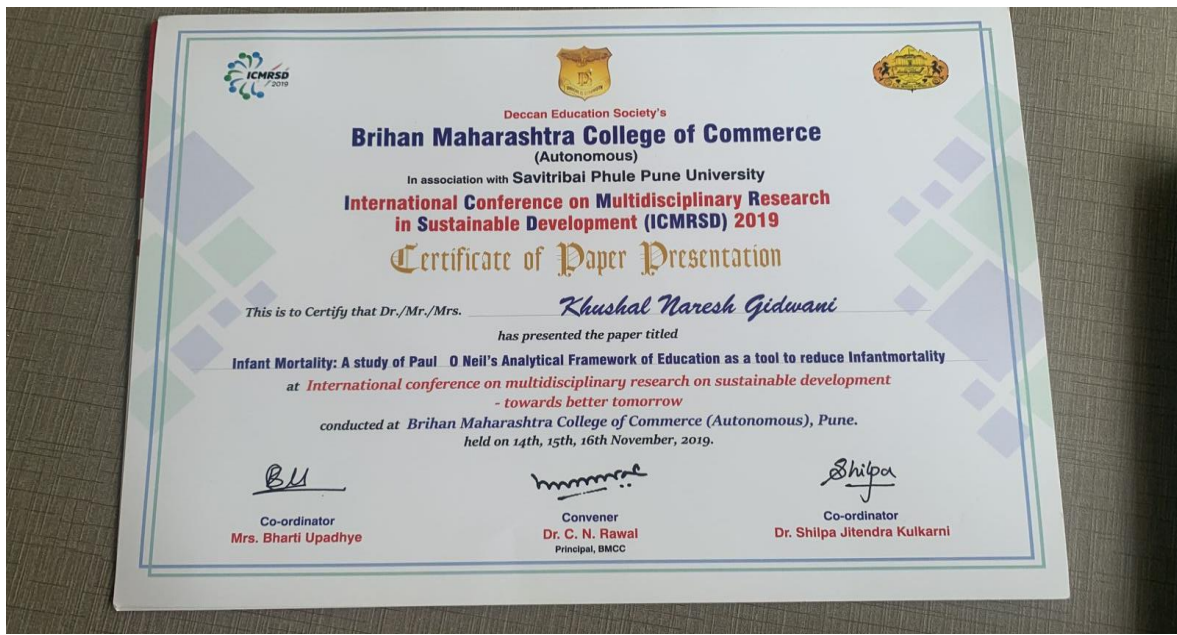 ICMRSD
2019
Deccan Education Society's
Brihan Maharashtra College of Commerce
(Autonomous)
In association with Savitribai Phule Pune University
International Conference on Multidisciplinary Research
in Sustainable Development (ICMRSD) 2019
Certificate of Paper Presentation
This is to Certify that Dr./Mr./Mrs. Khushal Naresh Gidwani
has presented the paper titled
Infant Mortality: A study of Paul O Neil's Analytical Framework of Education as a tool to reduce Infantmortality
at International conference on multidisciplinary research on sustainable development
- towards better tomorrow
conducted at Brihan Maharashtra College of Commerce (Autonomous), Pune.
held on 14th, 15th, 16th November, 2019.
Shilpa
Co-ordinator Convener Co-ordinator
Mrs. Bharti Upadhye Dr. C. N. Rawal Dr. Shilpa Jitendra Kulkarni
Principal, BMCC